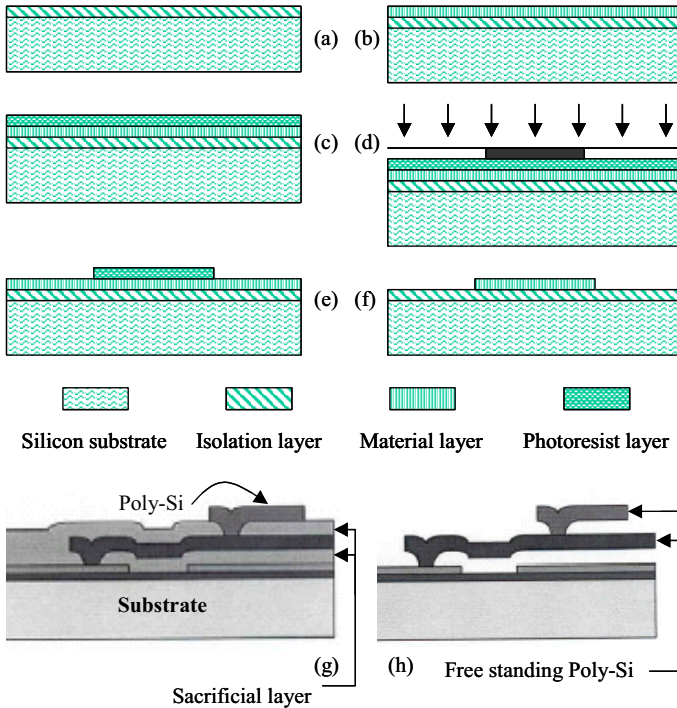 (a) (b)
(c) (d)
(e) (f)
Silicon substrate Isolation layer Material layer Photoresist layer
Poly-Si
Substrate
(g) (h)
Sacrificial layer
Free standing Poly-Si